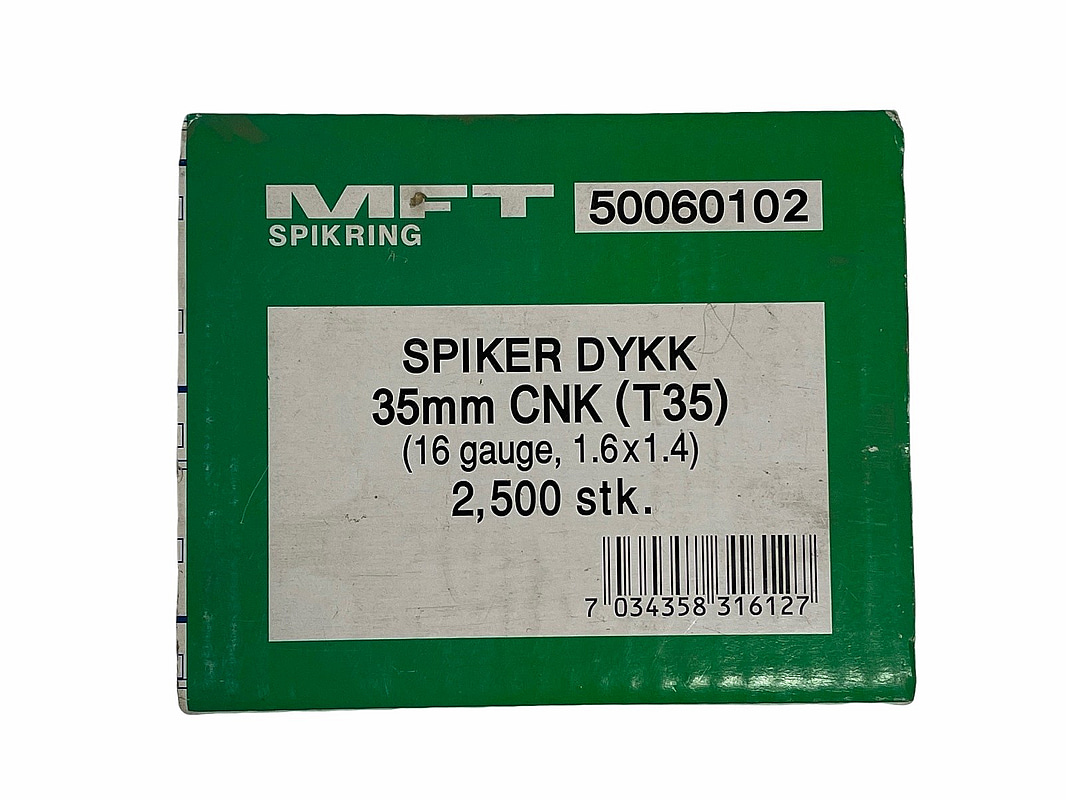 MFT
SPIKRING
50060102
SPIKER DYKK
35mm CNK (T35)
(16 gauge, 1.6x1.4)
2,500 stk.
7 034358 316127